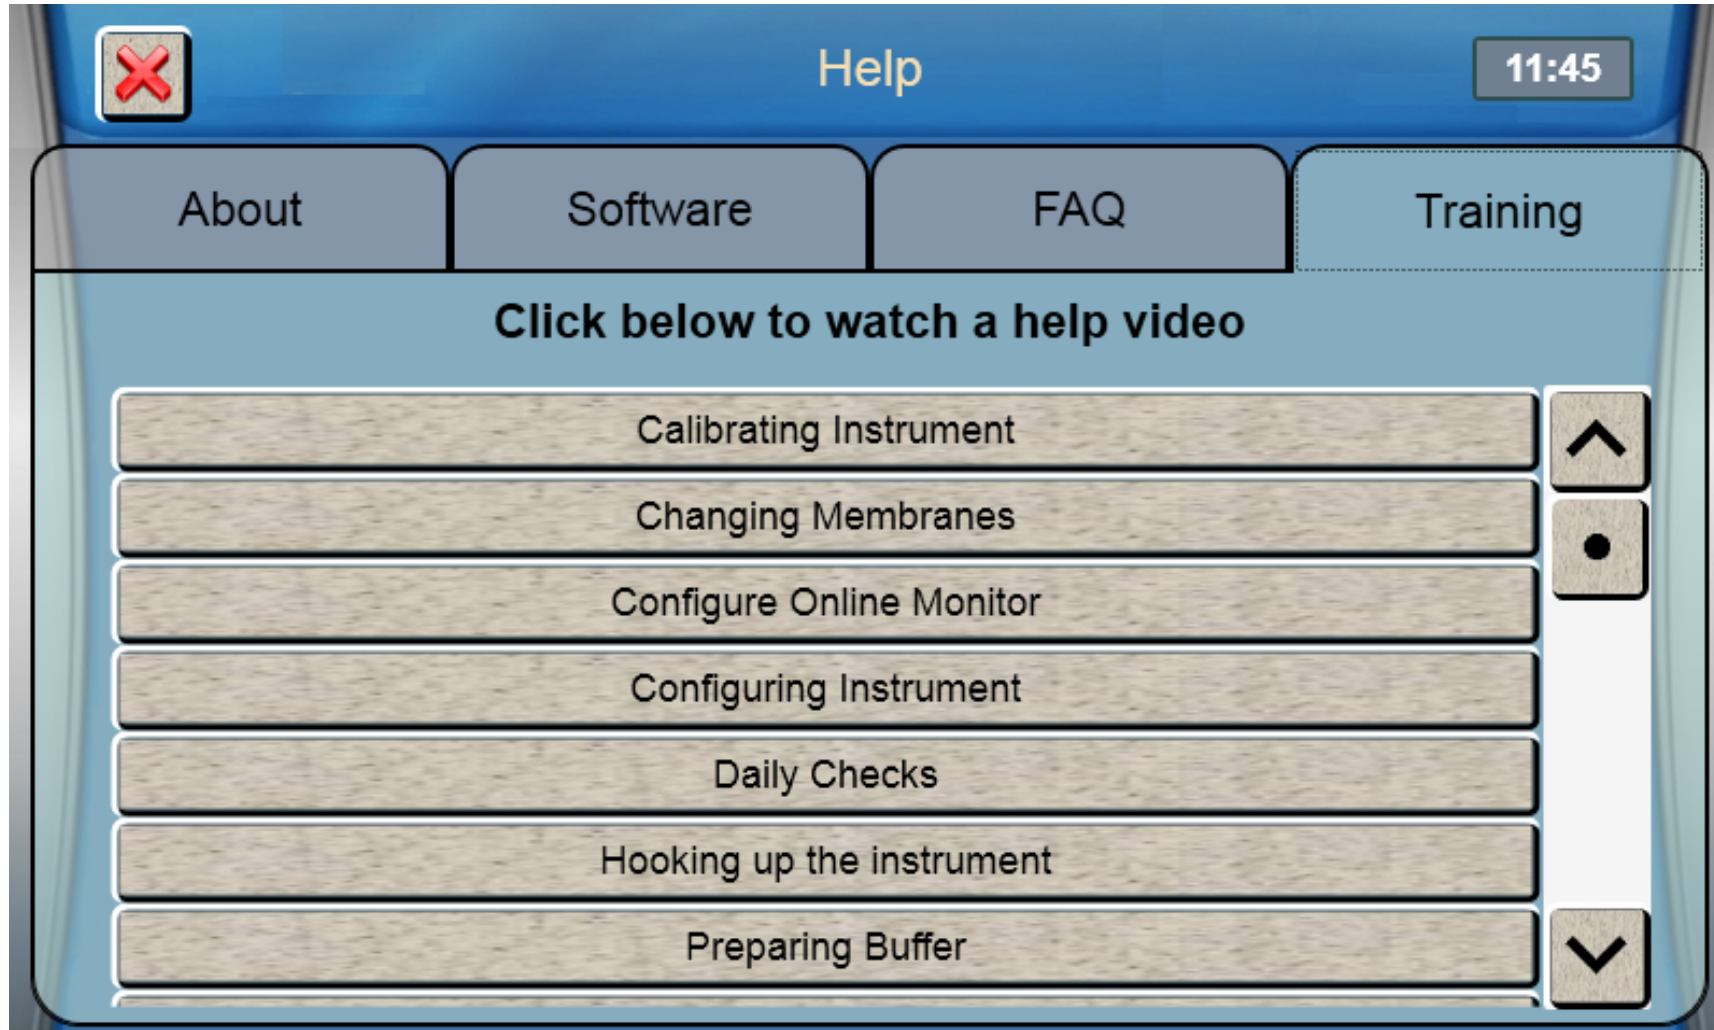 Help
11:45
About
Software
FAQ
Training
Click below to watch a help video
Calibrating Instrument
Changing Membranes
Configure Online Monitor
Configuring Instrument
Daily Checks
Hooking up the instrument
Preparing Buffer